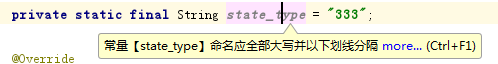 private static final String state_type = "333";
常量【state_type】命名应全部大写并以下划线分隔 more... (Ctrl+F1)
@Override